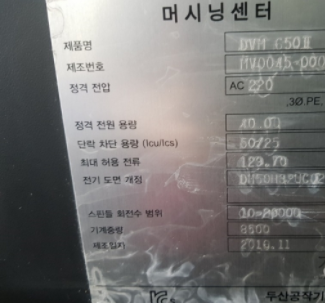 머시닝센터
제품명 DVM 650Ⅱ
제조번호
정격 전압 AC 220
,3Ø,PE,
정격 전원 용량
단락 차단 용량 (Icu/Ics) 50/25
최대 허용 전류 129.70
전기 도면 개정
스핀들 회전수 범위 10-20000
기계중량 8500
제조일자 2016.11
두산공작기